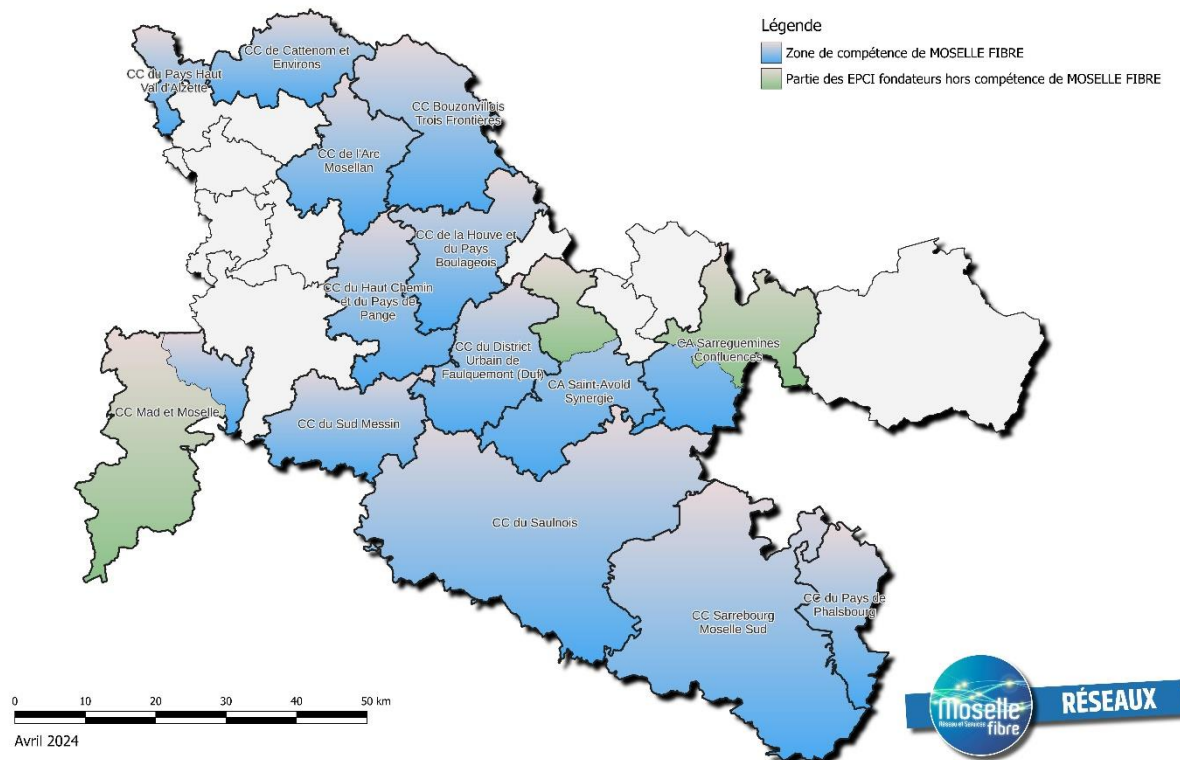 Légende
Zone de compétence de MOSELLE FIBRE
Partie des EPCI fondateurs hors compétence de MOSELLE FIBRE
CC de Cattenom et
Environs
CC du Pays Haut
Val d'Alzette
CC Bouzonvillois
Trois Frontières
CC de l'Arc
Mosellan
CC de la Houve et
du Pays
Boulageois
CC du Haut Chemin
et du Pays de
Pange
CC du District
Urbain de
Faulquemont (Duf)
CA Sarreguemines
Confluences
CA Saint-Avold
Synergie
CC Mad et Moselle
CC du Sud Messin
CC du Saulnois
CC Sarrebourg
Moselle Sud
CC du Pays de
Phalsbourg
0 10 20 30 40 50 km
Avril 2024
Moselle
Réseau et Services
fibre
RÉSEAUX